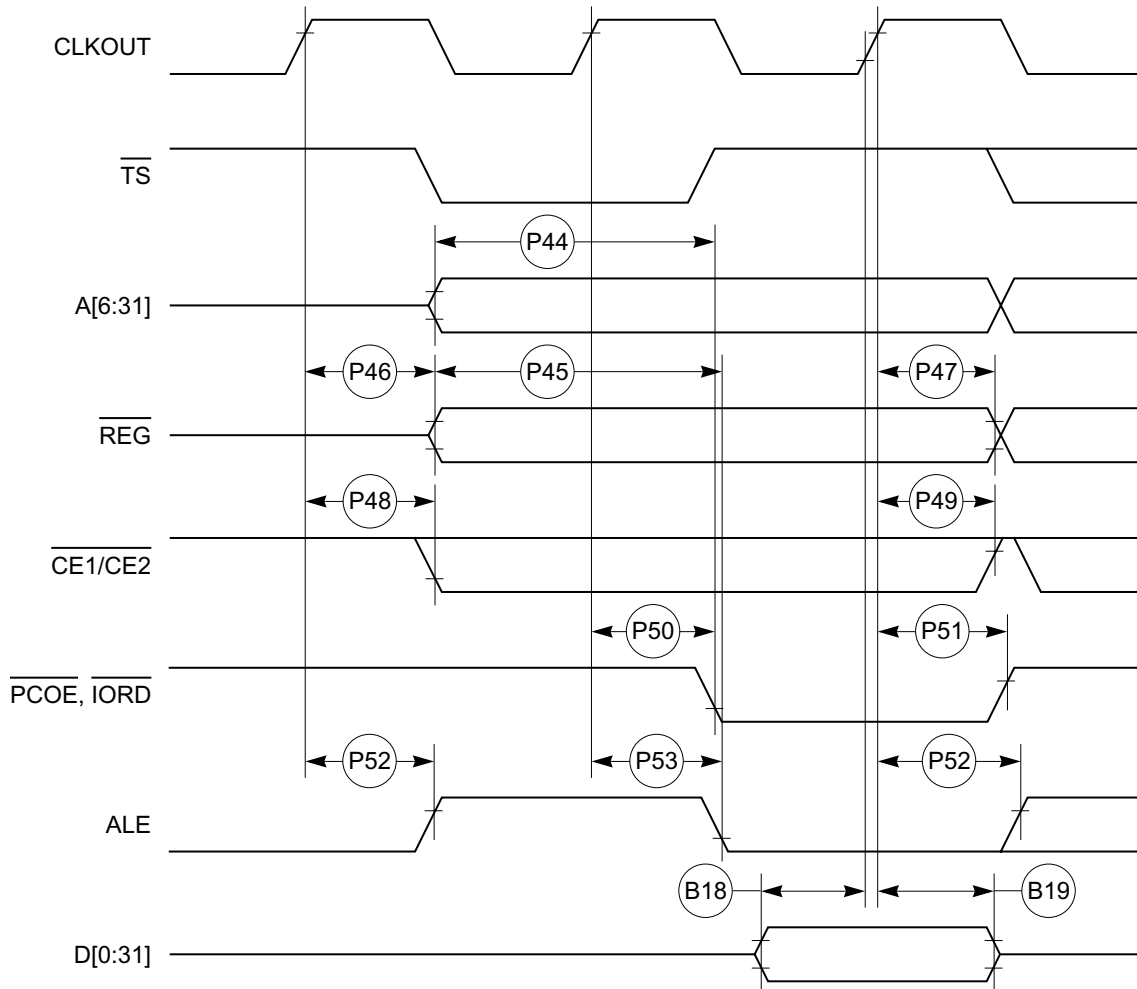 CLKOUT
TS
P44
A[6:31]
P46 P45 P47
REG
P48 P49
CE1/CE2
P50 P51
PCOE, IORD
P52 P53 P52
ALE
B18 B19
D[0:31]